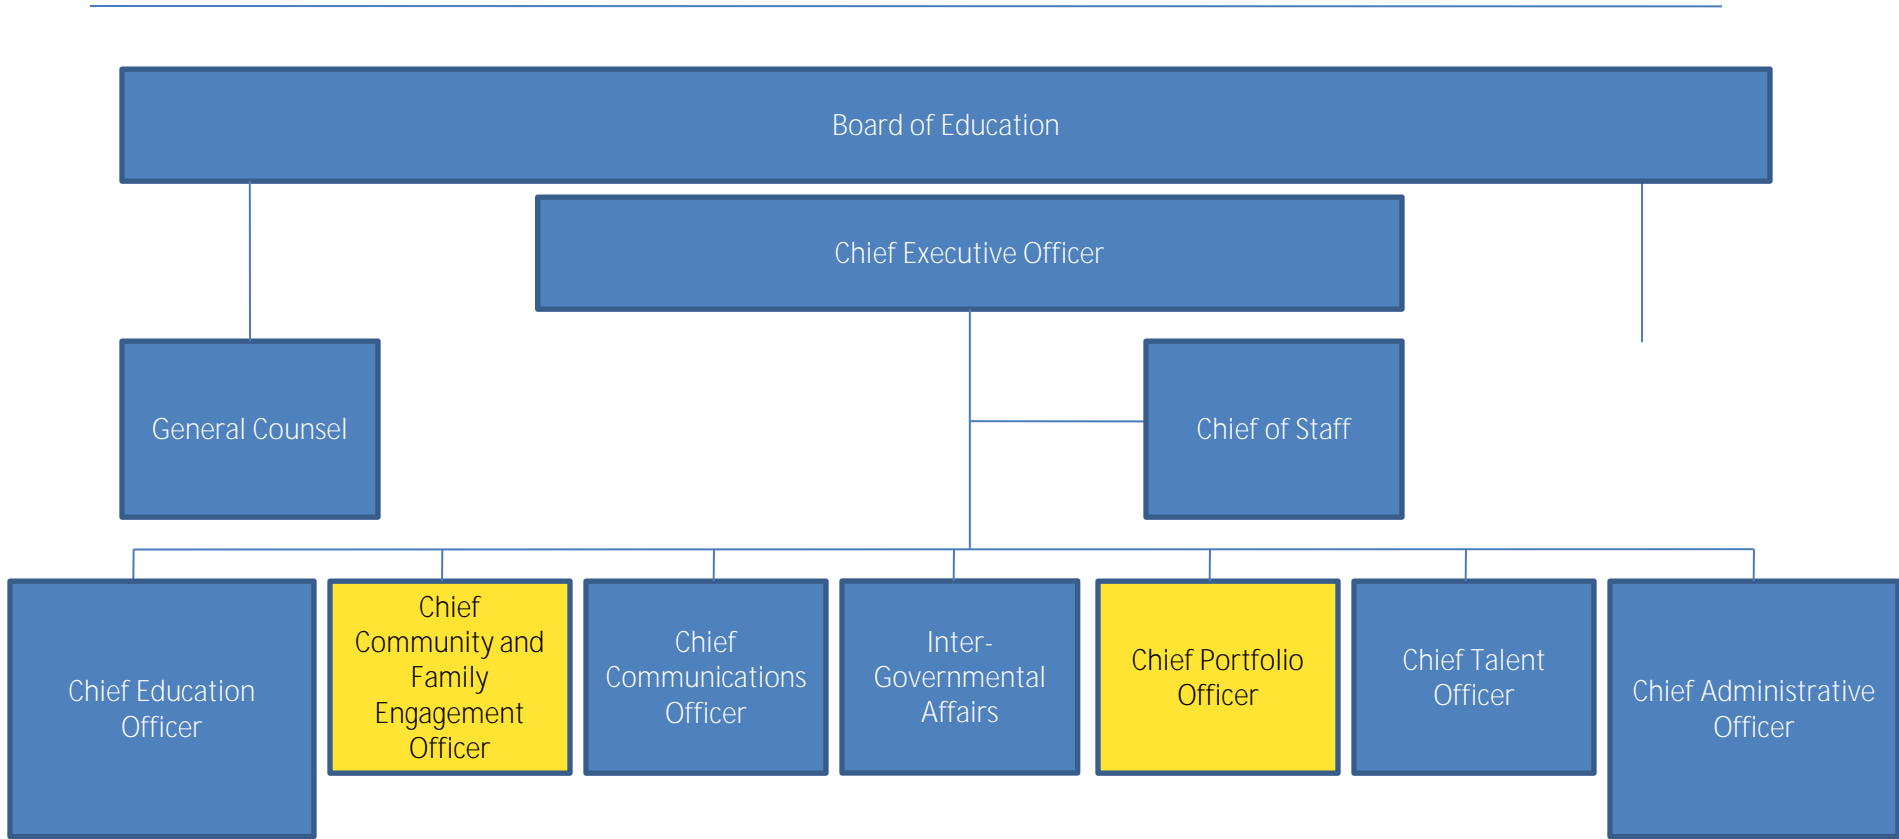 Board of Education
Chief Executive Officer
General Counsel
Chief of Staff
Chief Education
Officer
Chief
Community and
Family
Engagement
Officer
Chief
Communications
Officer
Inter-
Governmental
Affairs
Chief Portfolio
Officer
Chief Talent
Officer
Chief Administrative
Officer